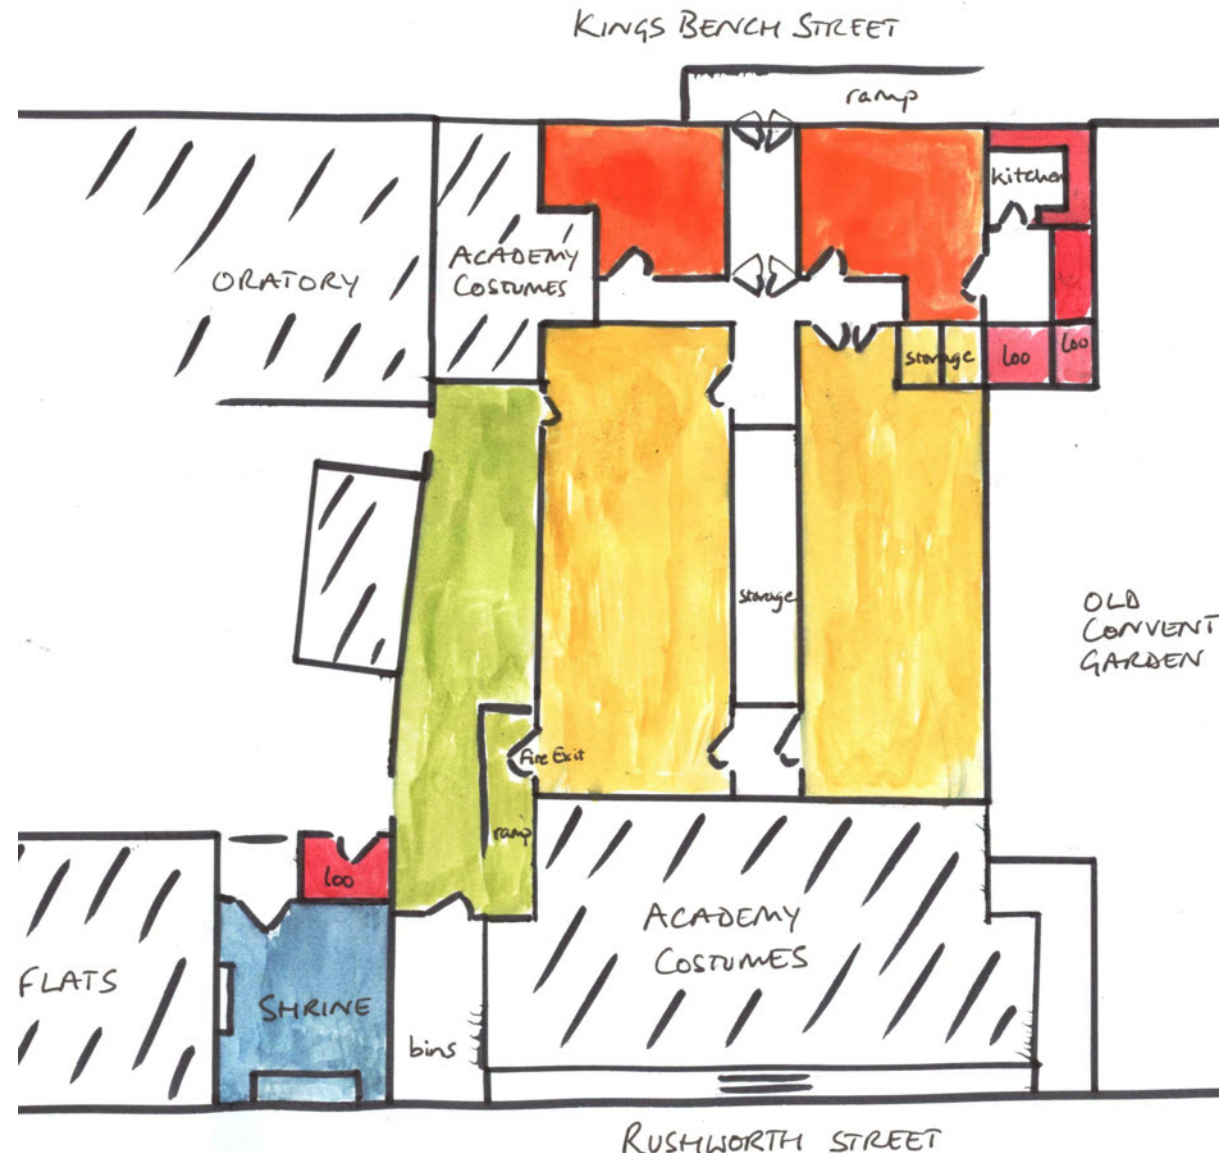 KINGS BENCH STREET
ramp
kitchen
ORATORY
ACADEMY
COSTUMES
storage
loo
loo
storage
OLD
CONVENT
GARDEN
Fire Exit
ramp
loo
FLATS
SHRINE
bins
ACADEMY
COSTUMES
RUSHWORTH STREET